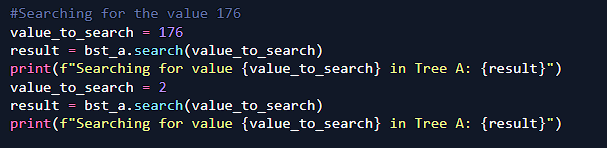 #Searching for the value 176
value_to_search = 176
result = bst_a.search(value_to_search)
print(f"Searching for value {value_to_search} in Tree A: {result}")
value_to_search = 2
result = bst_a.search(value_to_search)
print(f"Searching for value {value_to_search} in Tree A: {result}")